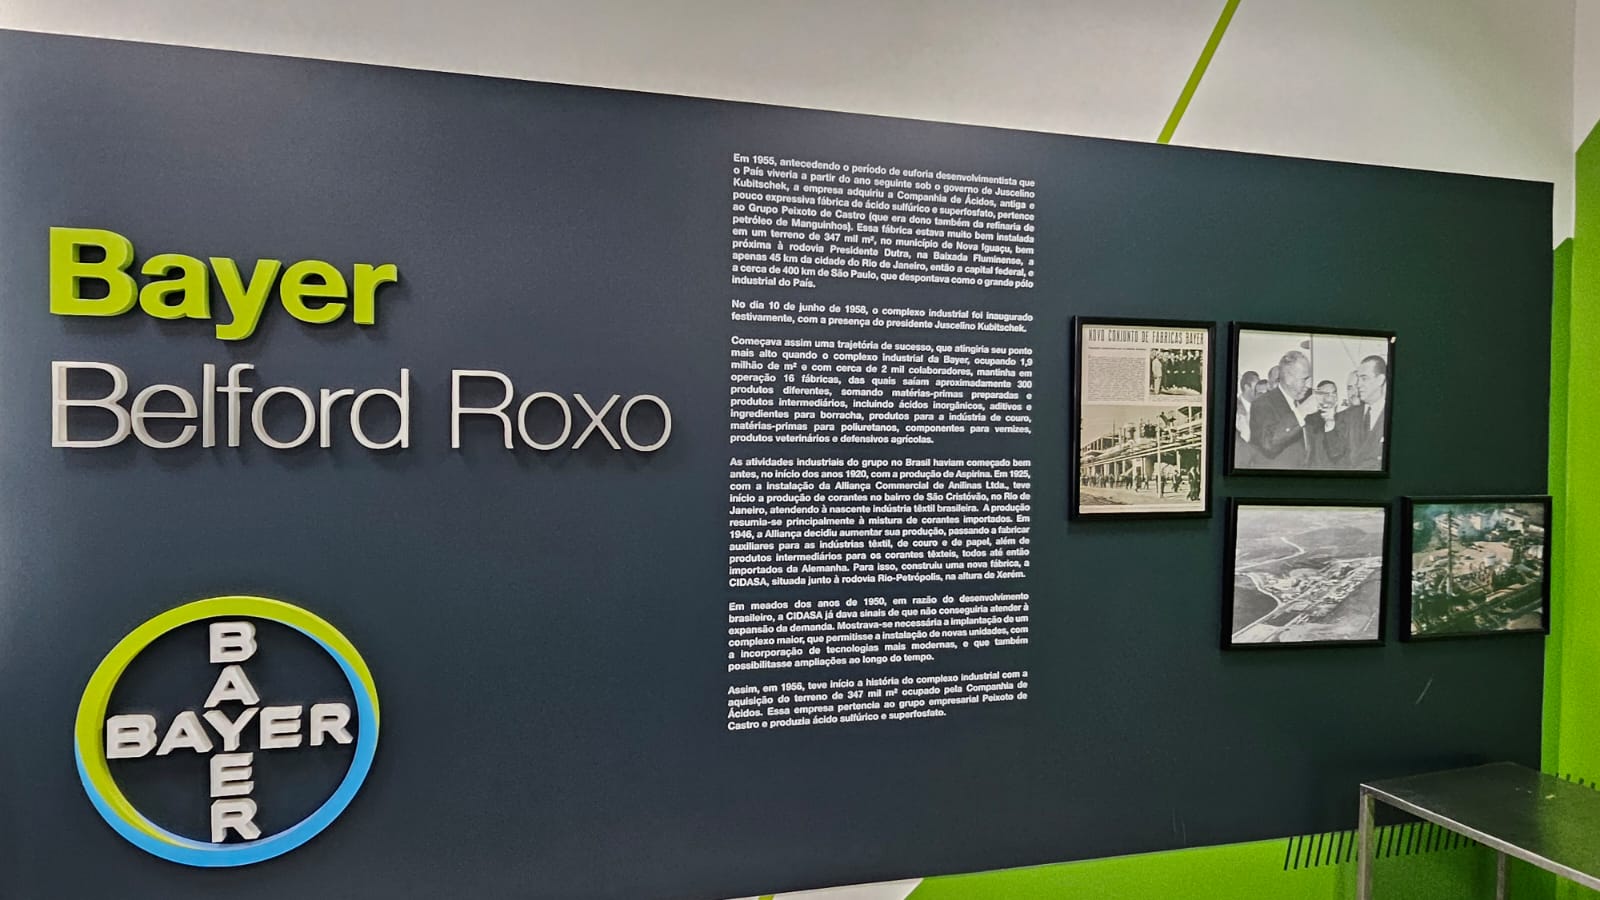 Bayer
Belford Roxo
BAYER
BAYER
Em 1955, antecedendo o período de euforia desenvolvimentista que
o País viveria a partir do ano seguinte sob o governo de Juscelino
Kubitschek, a empresa adquiriu a Companhia de Ácidos, antiga e
pouco expressiva fábrica de ácido sulfúrico e superfosfato, pertence
ao Grupo Peixoto de Castro (que era dono também da refinaria de
petróleo de Manguinhos). Essa fábrica estava muito bem instalada
em um terreno de 347 mil m², no município de Nova Iguaçu, bem
próxima à rodovia Presidente Dutra, na Baixada Fluminense, a
apenas 45 km da cidade do Rio de Janeiro, então a capital federal, e
a cerca de 400 km de São Paulo, que despontava como o grande pólo
industrial do País.
No dia 10 de junho de 1958, o complexo industrial foi inaugurado
festivamente, com a presença do presidente Juscelino Kubitschek.
Começava assim uma trajetória de sucesso, que atingiria seu ponto
mais alto quando o complexo industrial da Bayer, ocupando 1,9
milhão de m² e com cerca de 2 mil colaboradores, mantinha em
operação 16 fábricas, das quais saíam aproximadamente 300
produtos diferentes, somando matérias-primas preparadas e
produtos intermediários, incluindo ácidos inorgânicos, aditivos e
ingredientes para borracha, produtos para a indústria de couro,
matérias-primas para poliuretanos, componentes para vernizes,
produtos veterinários e defensivos agrícolas.
As atividades industriais do grupo no Brasil haviam começado bem
antes, no início dos anos 1920, com a produção de Aspirina. Em 1925,
com a instalação da Alliança Commercial de Anilinas Ltda., teve
início a produção de corantes no bairro de São Cristóvão, no Rio de
Janeiro, atendendo à nascente indústria têxtil brasileira. A produção
resumia-se principalmente à mistura de corantes importados. Em
1946, a Alliança decidiu aumentar sua produção, passando a fabricar
auxiliares para as indústrias têxtil, de couro e de papel, além de
produtos intermediários para os corantes têxteis, todos até então
importados da Alemanha. Para isso, construiu uma nova fábrica, a
CIDASA, situada junto à rodovia Rio-Petrópolis, na altura de Xerém.
Em meados dos anos de 1950, em razão do desenvolvimento
brasileiro, a CIDASA já dava sinais de que não conseguiria atender à
expansão da demanda. Mostrava-se necessária a implantação de um
complexo maior, que permitisse a instalação de novas unidades, com
a incorporação de tecnologias mais modernas, e que também
possibilitasse ampliações ao longo do tempo.
Assim, em 1956, teve início a história do complexo industrial com a
aquisição do terreno de 347 mil m² ocupado pela Companhia de
Ácidos. Essa empresa pertencia ao grupo empresarial Peixoto de
Castro e produzia ácido sulfúrico e superfosfato.
NOVO CONJUNTO DE FÁBRICAS BAYER